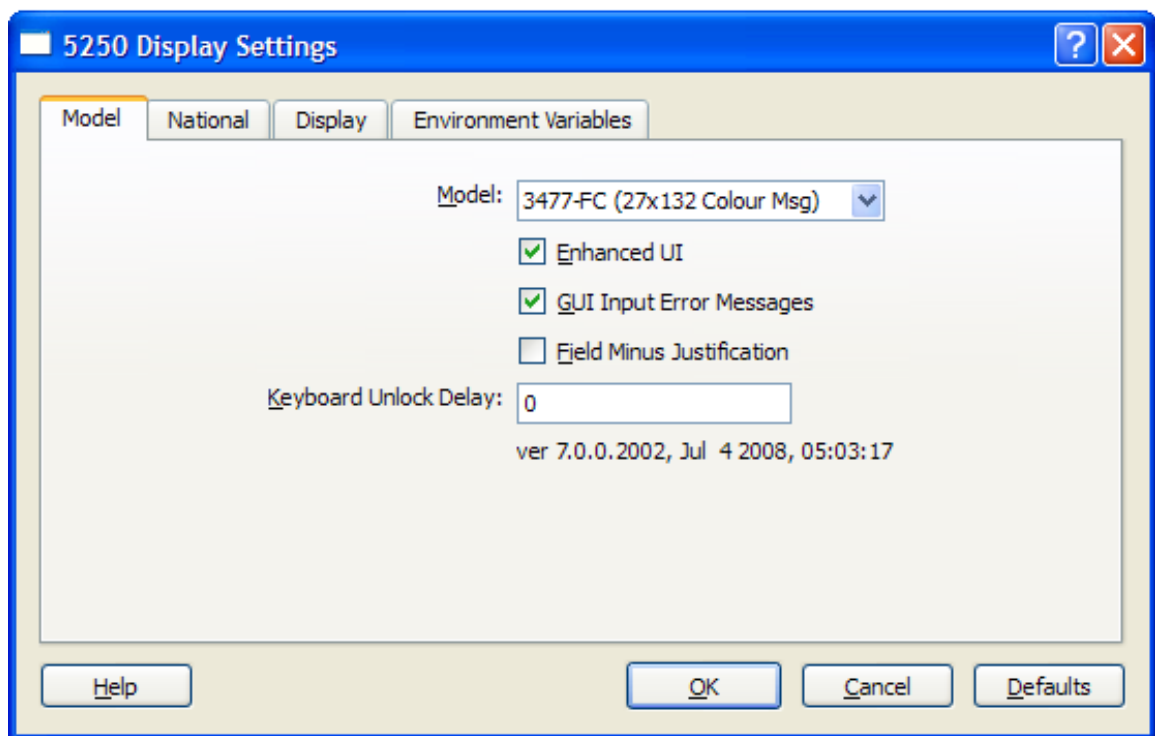 5250 Display Settings
Model National Display Environment Variables
Model: 3477-FC (27x132 Colour Msg)
Enhanced UI
GUI Input Error Messages
Field Minus Justification
Keyboard Unlock Delay: 0
ver 7.0.0.2002, Jul  4 2008, 05:03:17
Help OK Cancel Defaults